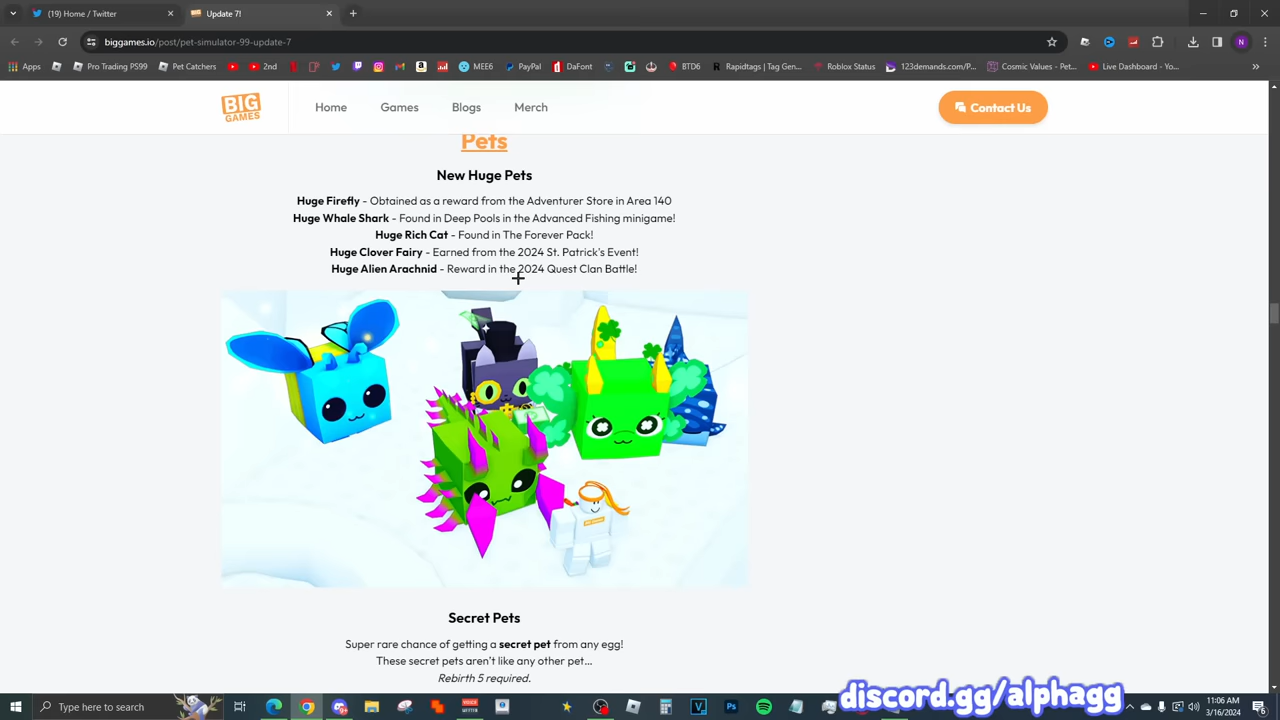 (19) Home / Twitter
Update 7!
biggames.io/post/pet-simulator-99-update-7
Apps
Pro Trading PS99
Pet Catchers
2nd
MEE6
PayPal
DaFont
BTD6
Rapidtags | Tag Gen...
Roblox Status
123demands.com/P...
Cosmic Values - Pet...
Live Dashboard - Yo...
BIG GAMES
Home
Games
Blogs
Merch
Contact Us
Pets
New Huge Pets
Huge Firefly - Obtained as a reward from the Adventurer Store in Area 140
Huge Whale Shark - Found in Deep Pools in the Advanced Fishing minigame!
Huge Rich Cat - Found in The Forever Pack!
Huge Clover Fairy - Earned from the 2024 St. Patrick's Event!
Huge Alien Arachnid - Reward in the 2024 Quest Clan Battle!
Secret Pets
Super rare chance of getting a secret pet from any egg!
These secret pets aren't like any other pet...
Rebirth 5 required.
Type here to search
discord.gg/alphagg
11:06 AM
3/16/2024